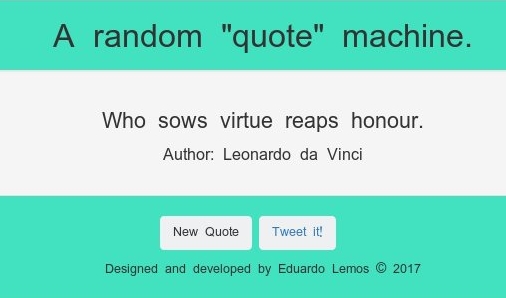 A random "quote" machine.
Who sows virtue reaps honour.
Author: Leonardo da Vinci
New Quote Tweet it!
Designed and developed by Eduardo Lemos © 2017